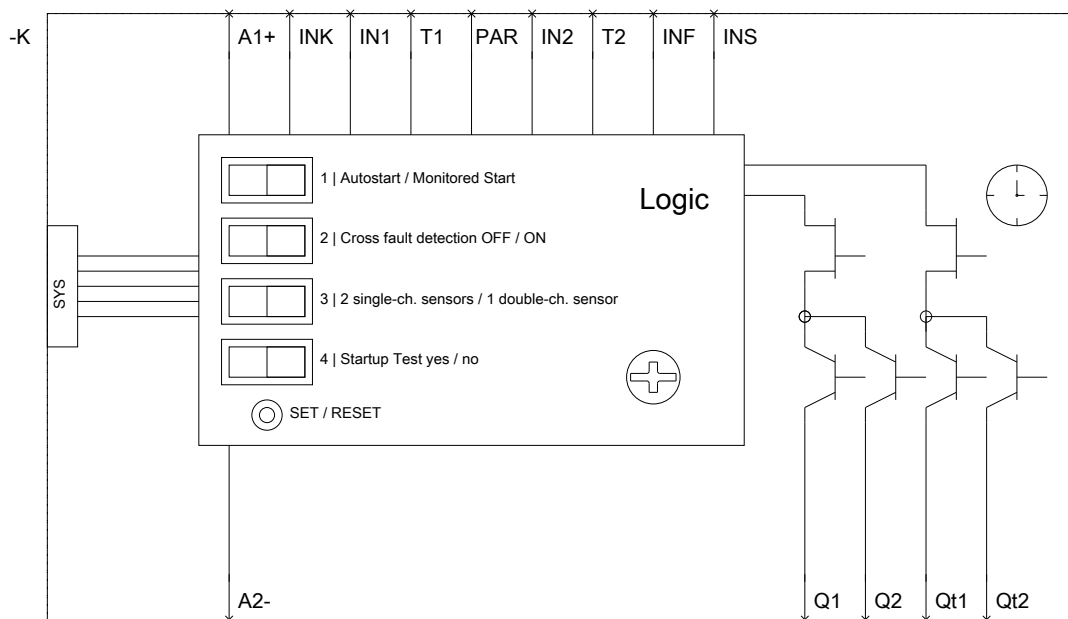 -K
A1+ INK IN1 T1 PAR IN2 T2 INF INS
1 | Autostart / Monitored Start
Logic
2 | Cross fault detection OFF / ON
SYS
3 | 2 single-ch. sensors / 1 double-ch. sensor
4 | Startup Test yes / no
SET / RESET
A2- Q1 Q2 Qt1 Qt2